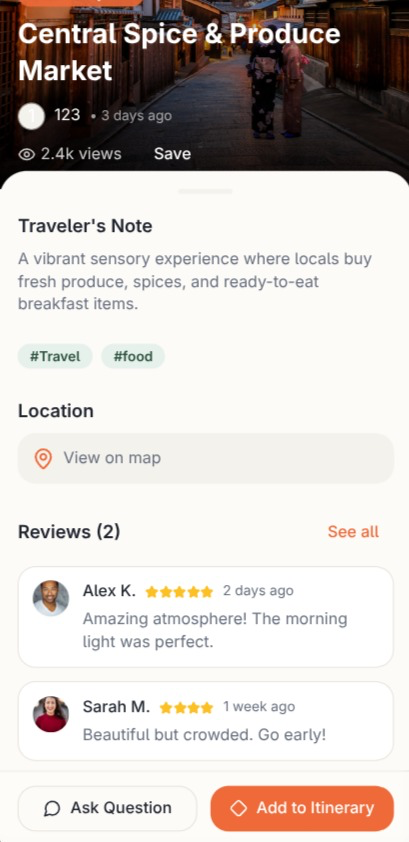 Central Spice & Produce
Market
123 • 3 days ago
2.4k views Save
Traveler's Note
A vibrant sensory experience where locals buy
fresh produce, spices, and ready-to-eat
breakfast items.
#Travel #food
Location
View on map
Reviews (2) See all
Alex K. 2 days ago
Amazing atmosphere! The morning
light was perfect.
Sarah M. 1 week ago
Beautiful but crowded. Go early!
Ask Question Add to Itinerary